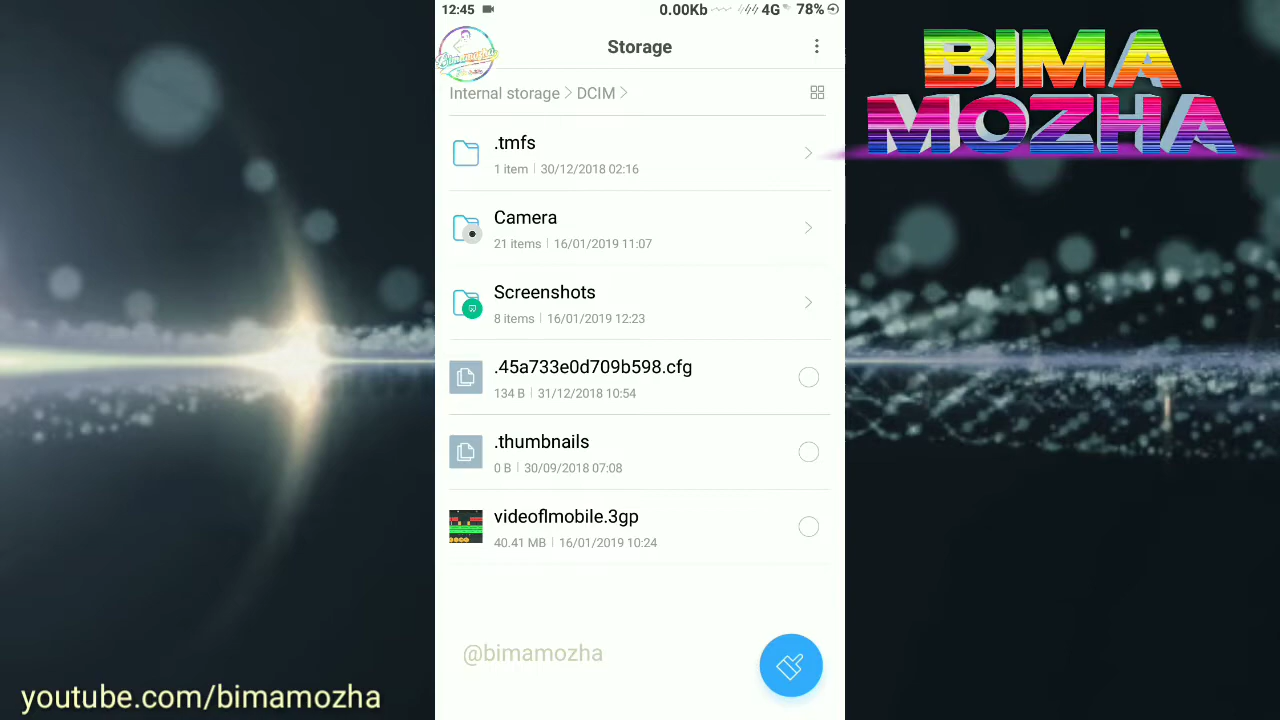 12:45 0.00Kb 4G 78%
Bimamozha
BIMA
MOZHA
Storage
Internal storage > DCIM >
.tmfs
1 item | 30/12/2018 02:16
Camera
21 items | 16/01/2019 11:07
Screenshots
8 items | 16/01/2019 12:23
.45a733e0d709b598.cfg
134 B | 31/12/2018 10:54
.thumbnails
0 B | 30/09/2018 07:08
videoflmobile.3gp
40.41 MB | 16/01/2019 10:24
@bimamozha
youtube.com/bimamozha